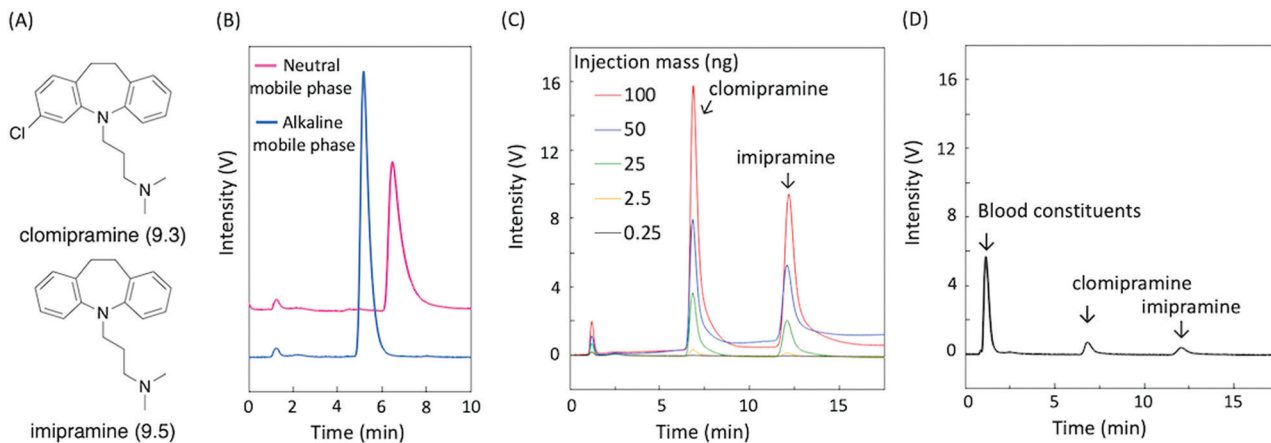 (A)
Cl
N
N
clomipramine (9.3)
N
N
imipramine (9.5)
(B)
Neutral
mobile phase
Alkaline
mobile phase
Intensity (V)
0 2 4 6 8 10
Time (min)
(C)
Injection mass (ng)
100
50
25
2.5
0.25
clomipramine
imipramine
Intensity (V)
16
12
8
4
0
0 5 10 15
Time (min)
(D)
Blood constituents
clomipramine
imipramine
Intensity (V)
16
12
8
4
0
0 5 10 15
Time (min)